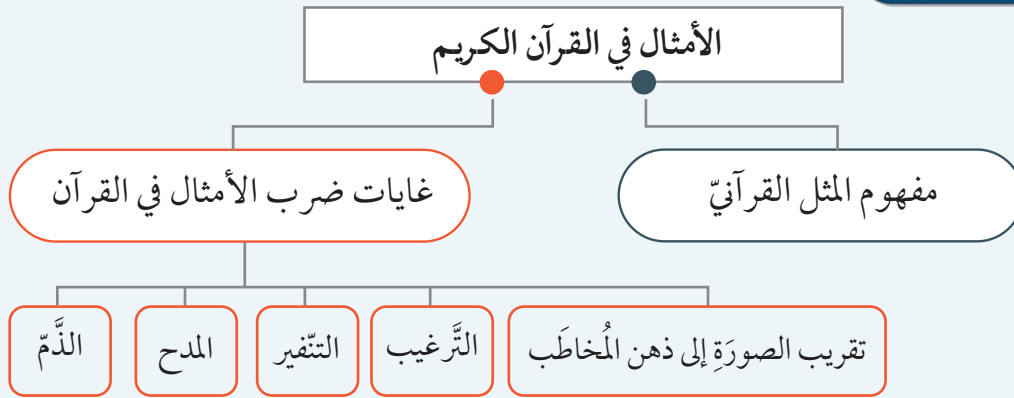 الأمثال في القرآن الكريم
مفهوم المثل القرآنيّ
غايات ضرب الأمثال في القرآن
تقريب الصورَةِ إلى ذهن المُخاطَب
التَّرغيب
التنّفير
المدح
الذَّمّ